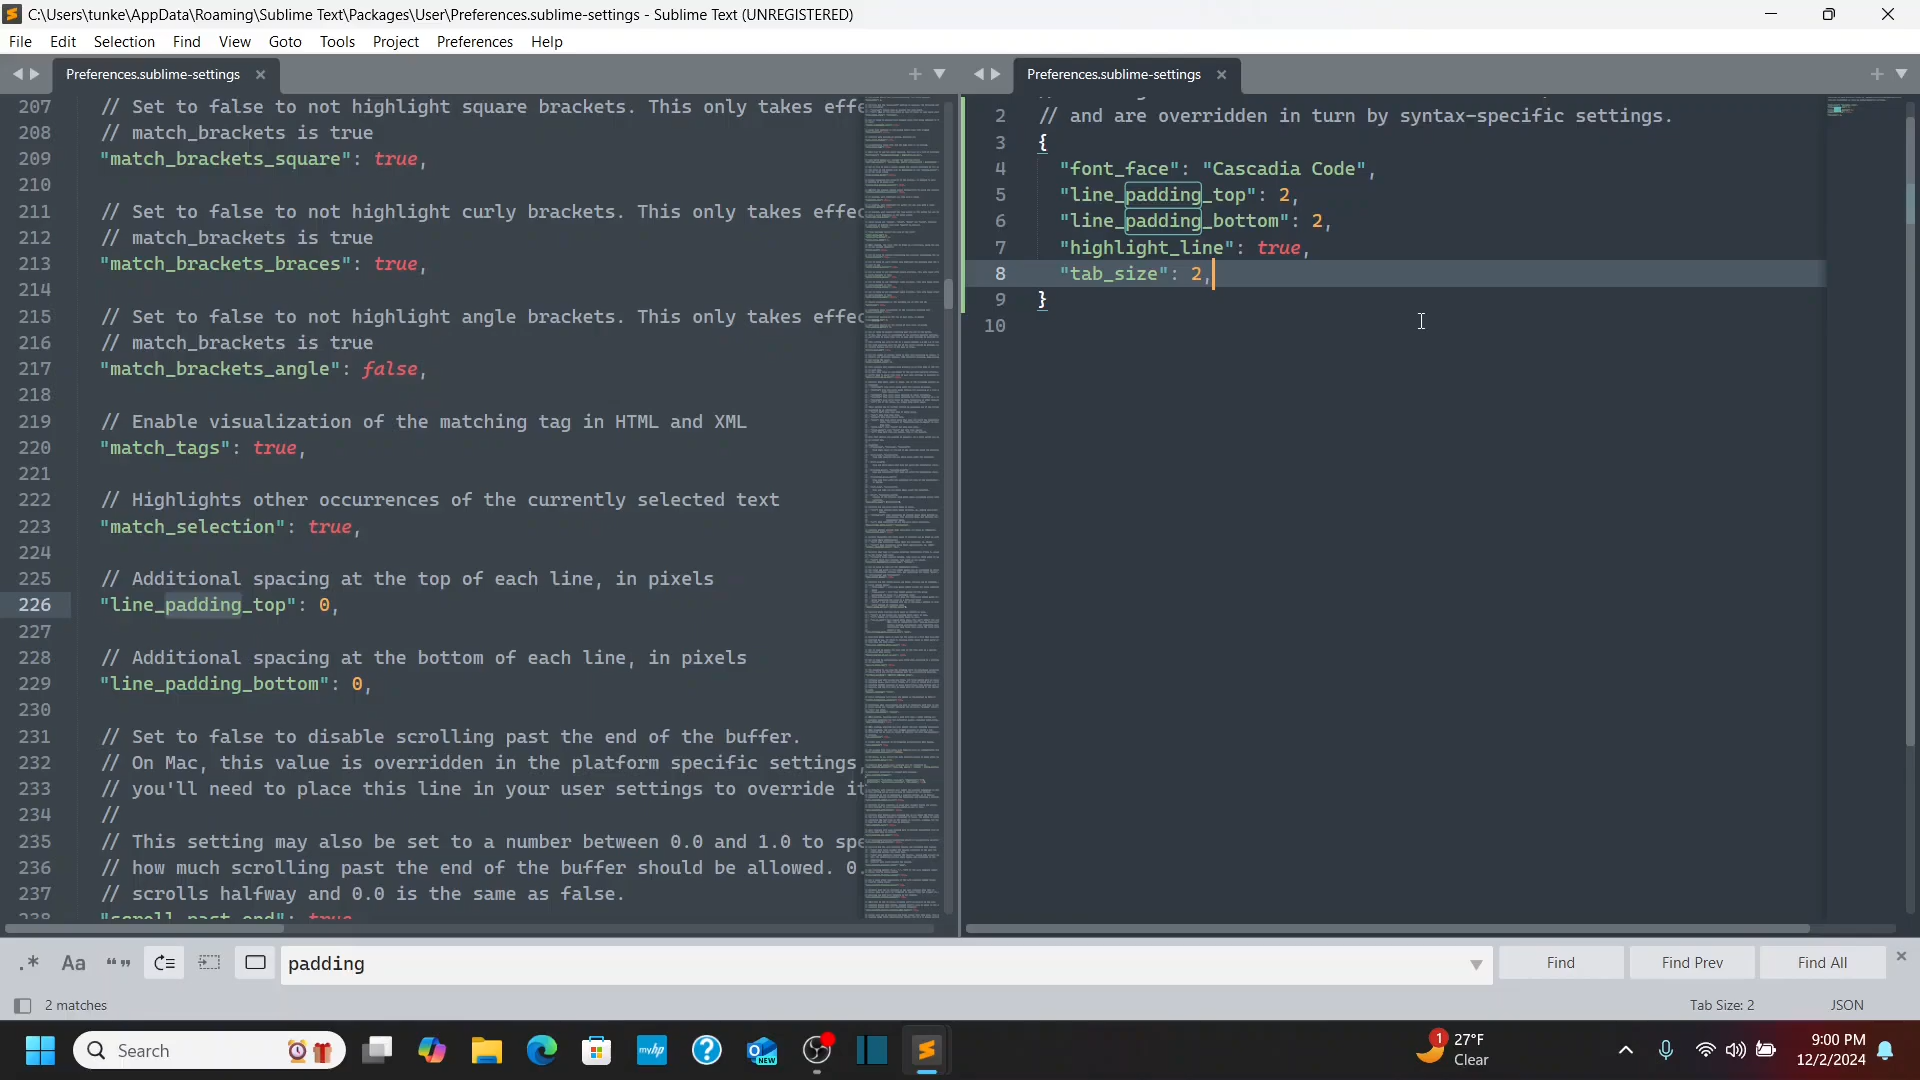 C:\Users\tunke\AppData\Roaming\Sublime Text\Packages\User\Preferences.sublime-settings - Sublime Text (UNREGISTERED)
File Edit Selection Find View Goto Tools Project Preferences Help
Preferences.sublime-settings
207 // Set to false to not highlight square brackets. This only takes effe
208 // match_brackets is true
209 "match_brackets_square": true,
210
211 // Set to false to not highlight curly brackets. This only takes effec
212 // match_brackets is true
213 "match_brackets_braces": true,
214
215 // Set to false to not highlight angle brackets. This only takes effec
216 // match_brackets is true
217 "match_brackets_angle": false,
218
219 // Enable visualization of the matching tag in HTML and XML
220 "match_tags": true,
221
222 // Highlights other occurrences of the currently selected text
223 "match_selection": true,
224
225 // Additional spacing at the top of each line, in pixels
226 "line_padding_top": 0,
227
228 // Additional spacing at the bottom of each line, in pixels
229 "line_padding_bottom": 0,
230
231 // Set to false to disable scrolling past the end of the buffer.
232 // On Mac, this value is overridden in the platform specific settings,
233 // you'll need to place this line in your user settings to override it
234 //
235 // This setting may also be set to a number between 0.0 and 1.0 to spe
236 // how much scrolling past the end of the buffer should be allowed. 0.
237 // scrolls halfway and 0.0 is the same as false.
238 "scroll_past_end": true
Preferences.sublime-settings
2 // and are overridden in turn by syntax-specific settings.
3 {
4 "font_face": "Cascadia Code",
5 "line_padding_top": 2,
6 "line_padding_bottom": 2,
7 "highlight_line": true,
8 "tab_size": 2,
9 }
10
.* Aa “” padding Find Find Prev Find All
2 matches Tab Size: 2 JSON
Search myhp NEW 1 27°F 9:00 PM
Clear 12/2/2024